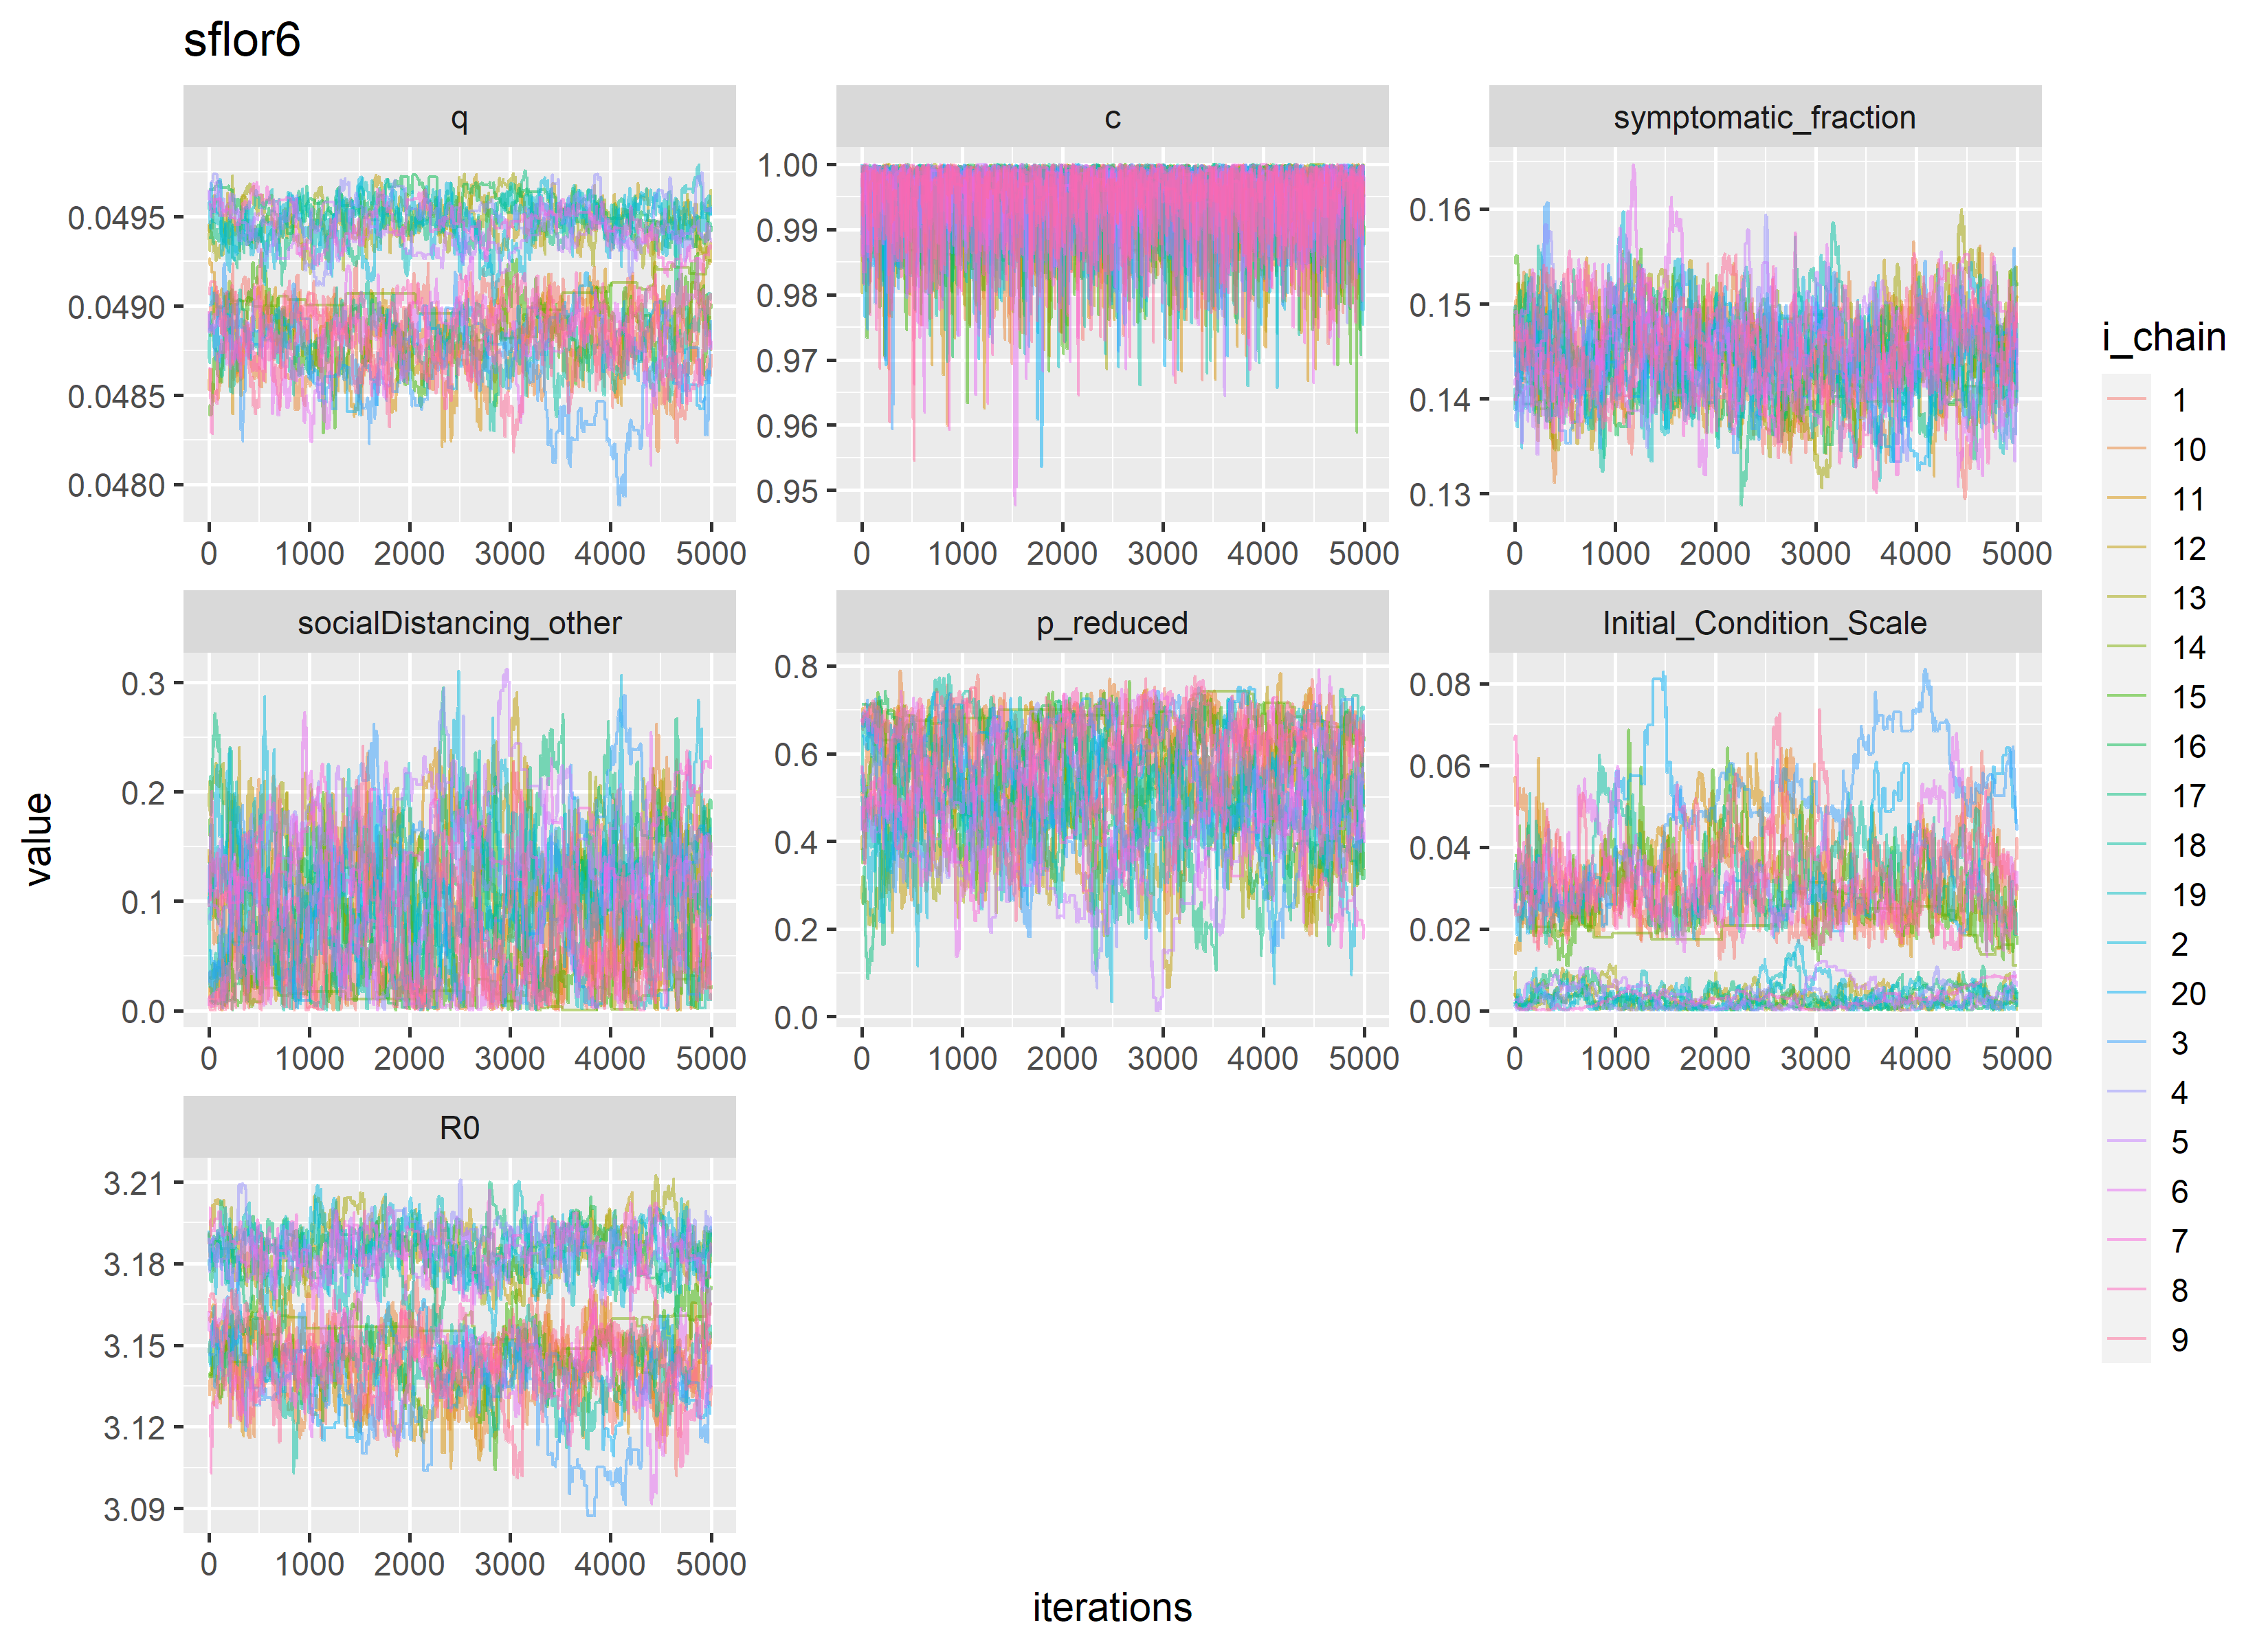 sflor6
q
c
symptomatic_fraction
0.0495
0.0490
0.0485
0.0480
0 1000 2000 3000 4000 5000
1.00
0.99
0.98
0.97
0.96
0.95
0 1000 2000 3000 4000 5000
0.16
0.15
0.14
0.13
0 1000 2000 3000 4000 5000
socialDistancing_other
p_reduced
Initial_Condition_Scale
0.3
0.2
0.1
0.0
0 1000 2000 3000 4000 5000
0.8
0.6
0.4
0.2
0.0
0 1000 2000 3000 4000 5000
0.08
0.06
0.04
0.02
0.00
0 1000 2000 3000 4000 5000
R0
3.21
3.18
3.15
3.12
3.09
0 1000 2000 3000 4000 5000
value
iterations
i_chain
1
10
11
12
13
14
15
16
17
18
19
2
20
3
4
5
6
7
8
9